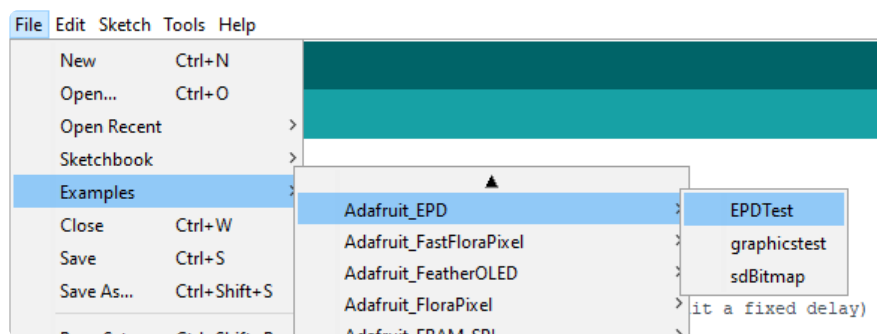 File Edit Sketch Tools Help
New Ctrl+N
Open... Ctrl+O
Open Recent >
Sketchbook >
Examples >
Close Ctrl+W
Save Ctrl+S
Save As... Ctrl+Shift+S
Adafruit_EPD >
Adafruit_FastFloraPixel >
Adafruit_FeatherOLED >
Adafruit_FloraPixel >
EPDTest
graphicstest
sdBitmap
it a fixed delay)